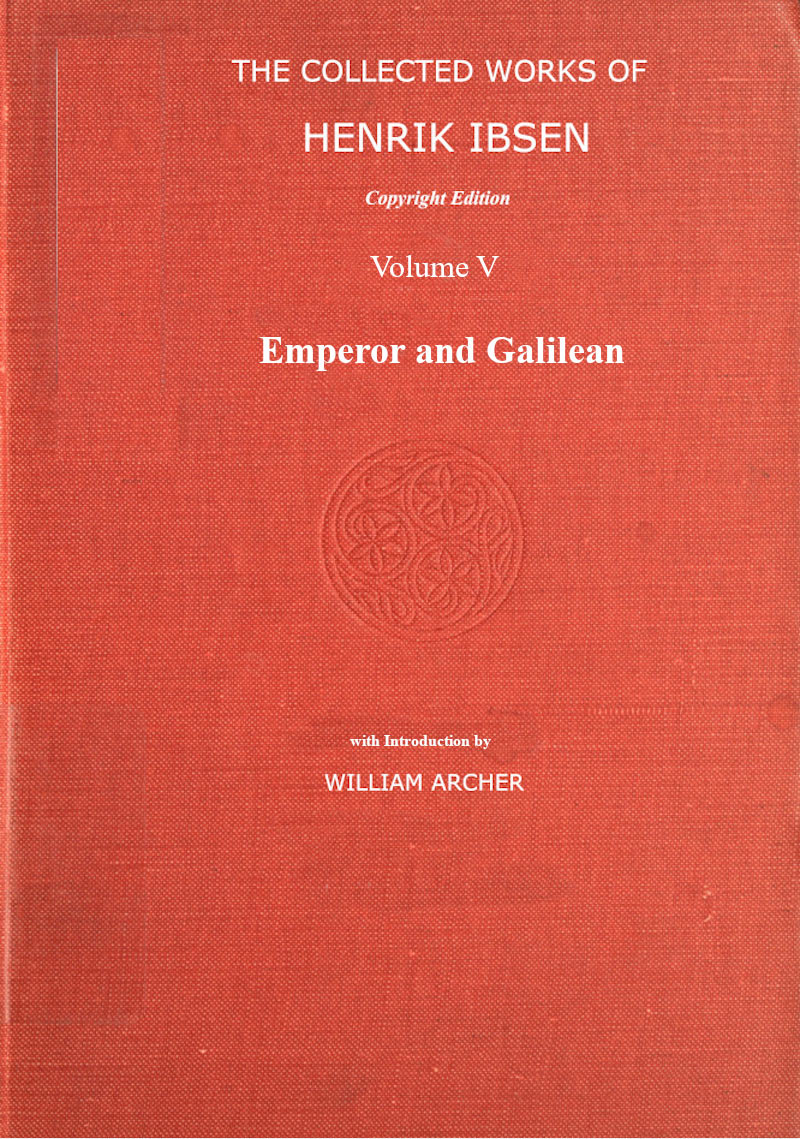 THE COLLECTED WORKS OF
HENRIK IBSEN
Copyright Edition
Volume V
Emperor and Galilean
with Introduction by
WILLIAM ARCHER